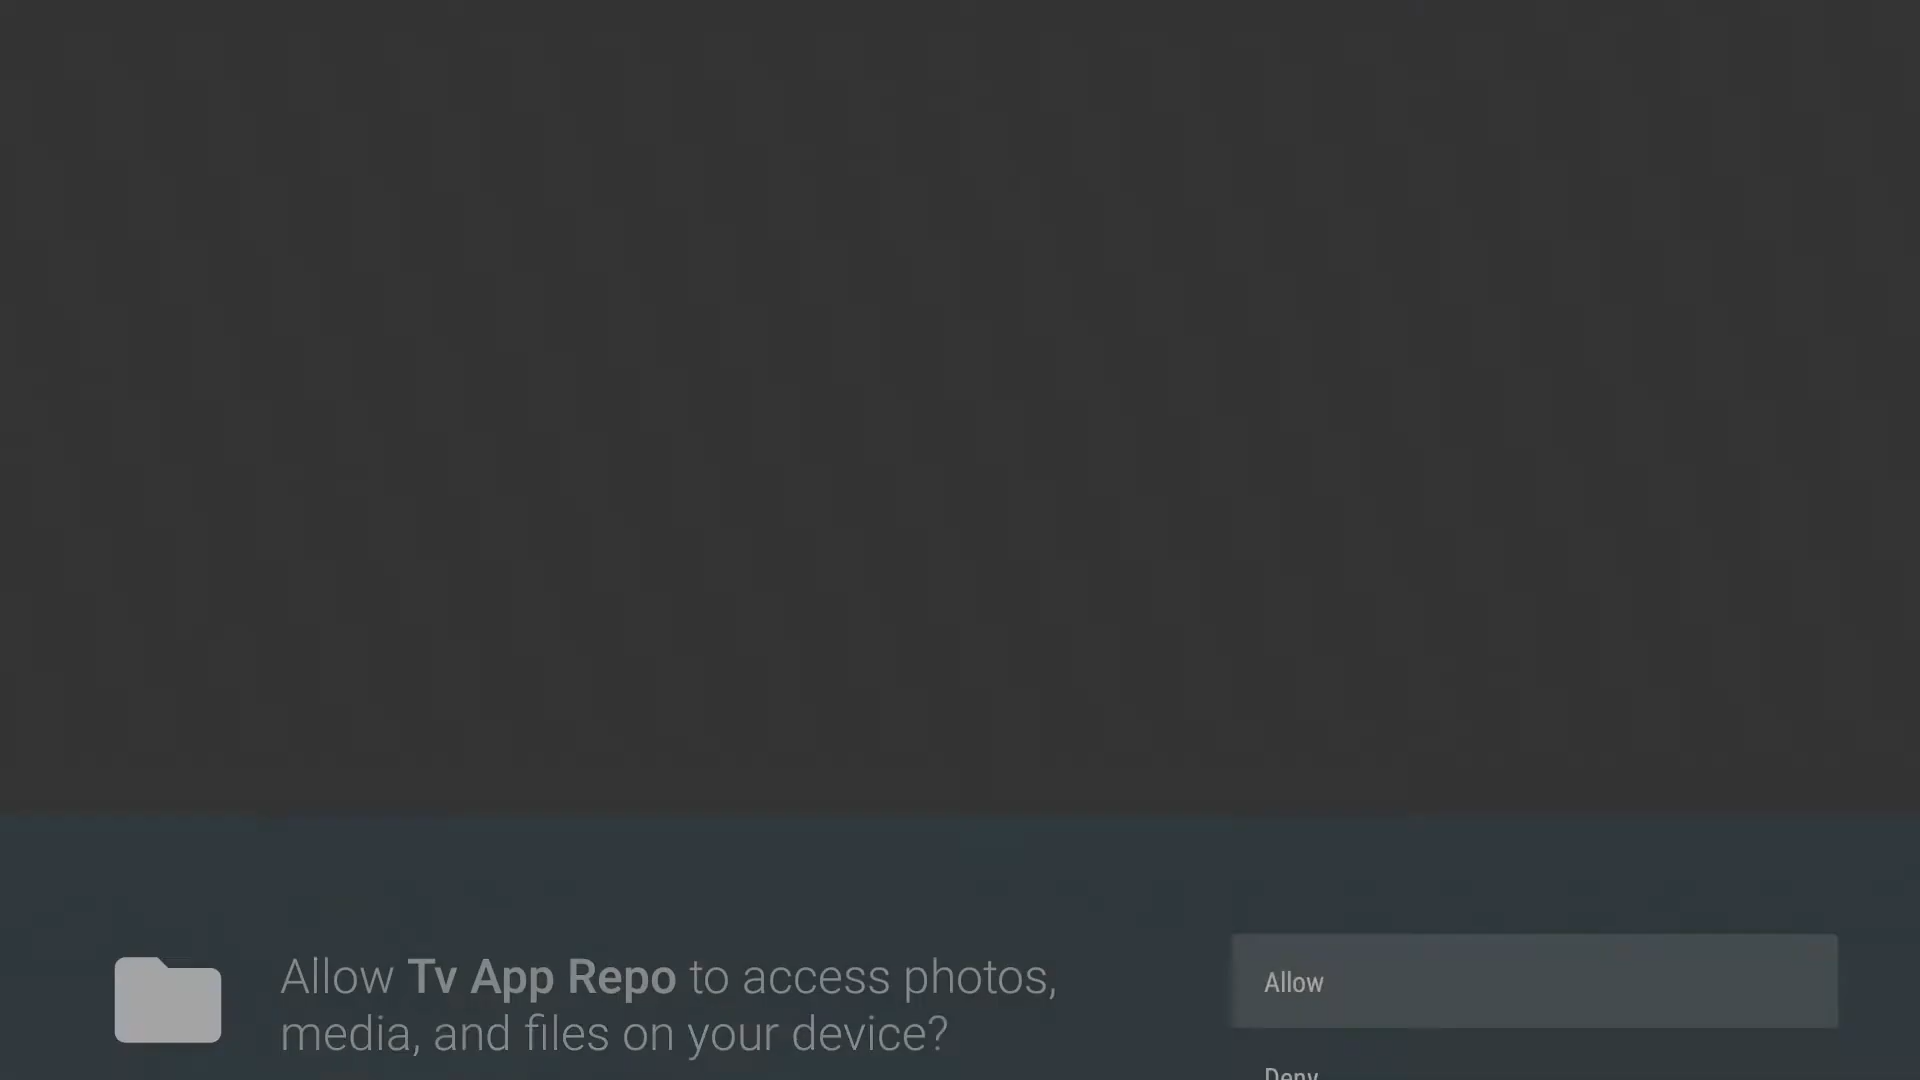 Allow Tv App Repo to access photos,
media, and files on your device?
Allow
Deny